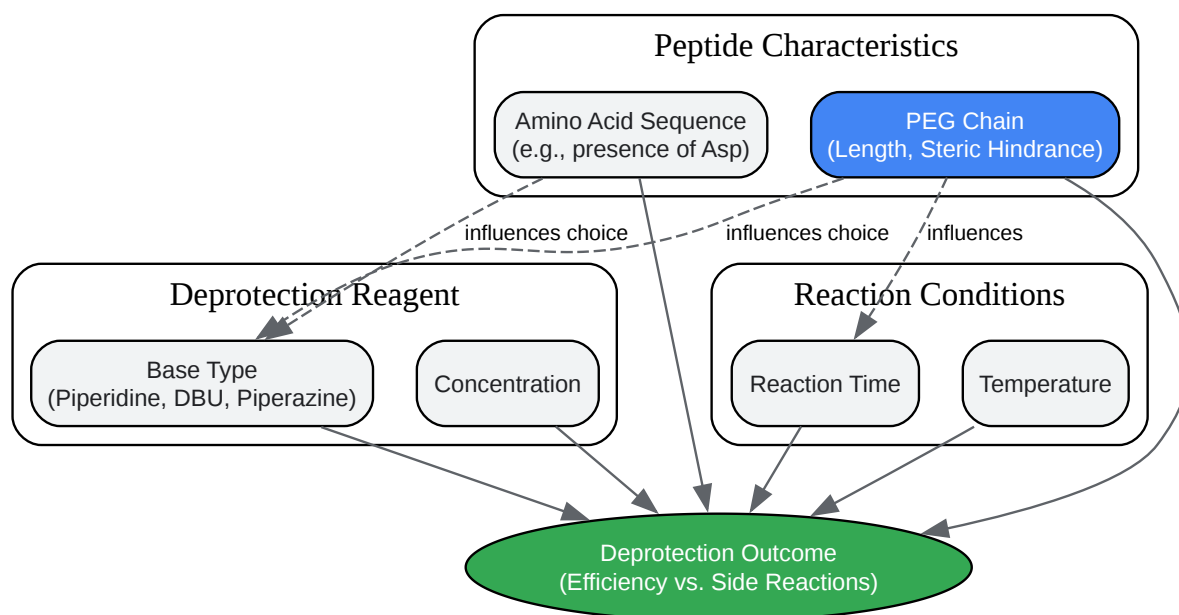 Peptide Characteristics
Amino Acid Sequence
(e.g., presence of Asp)
PEG Chain
(Length, Steric Hindrance)
influences choice
influences choice
influences
Deprotection Reagent
Reaction Conditions
Base Type
(Piperidine, DBU, Piperazine)
Concentration
Reaction Time
Temperature
Deprotection Outcome
(Efficiency vs. Side Reactions)